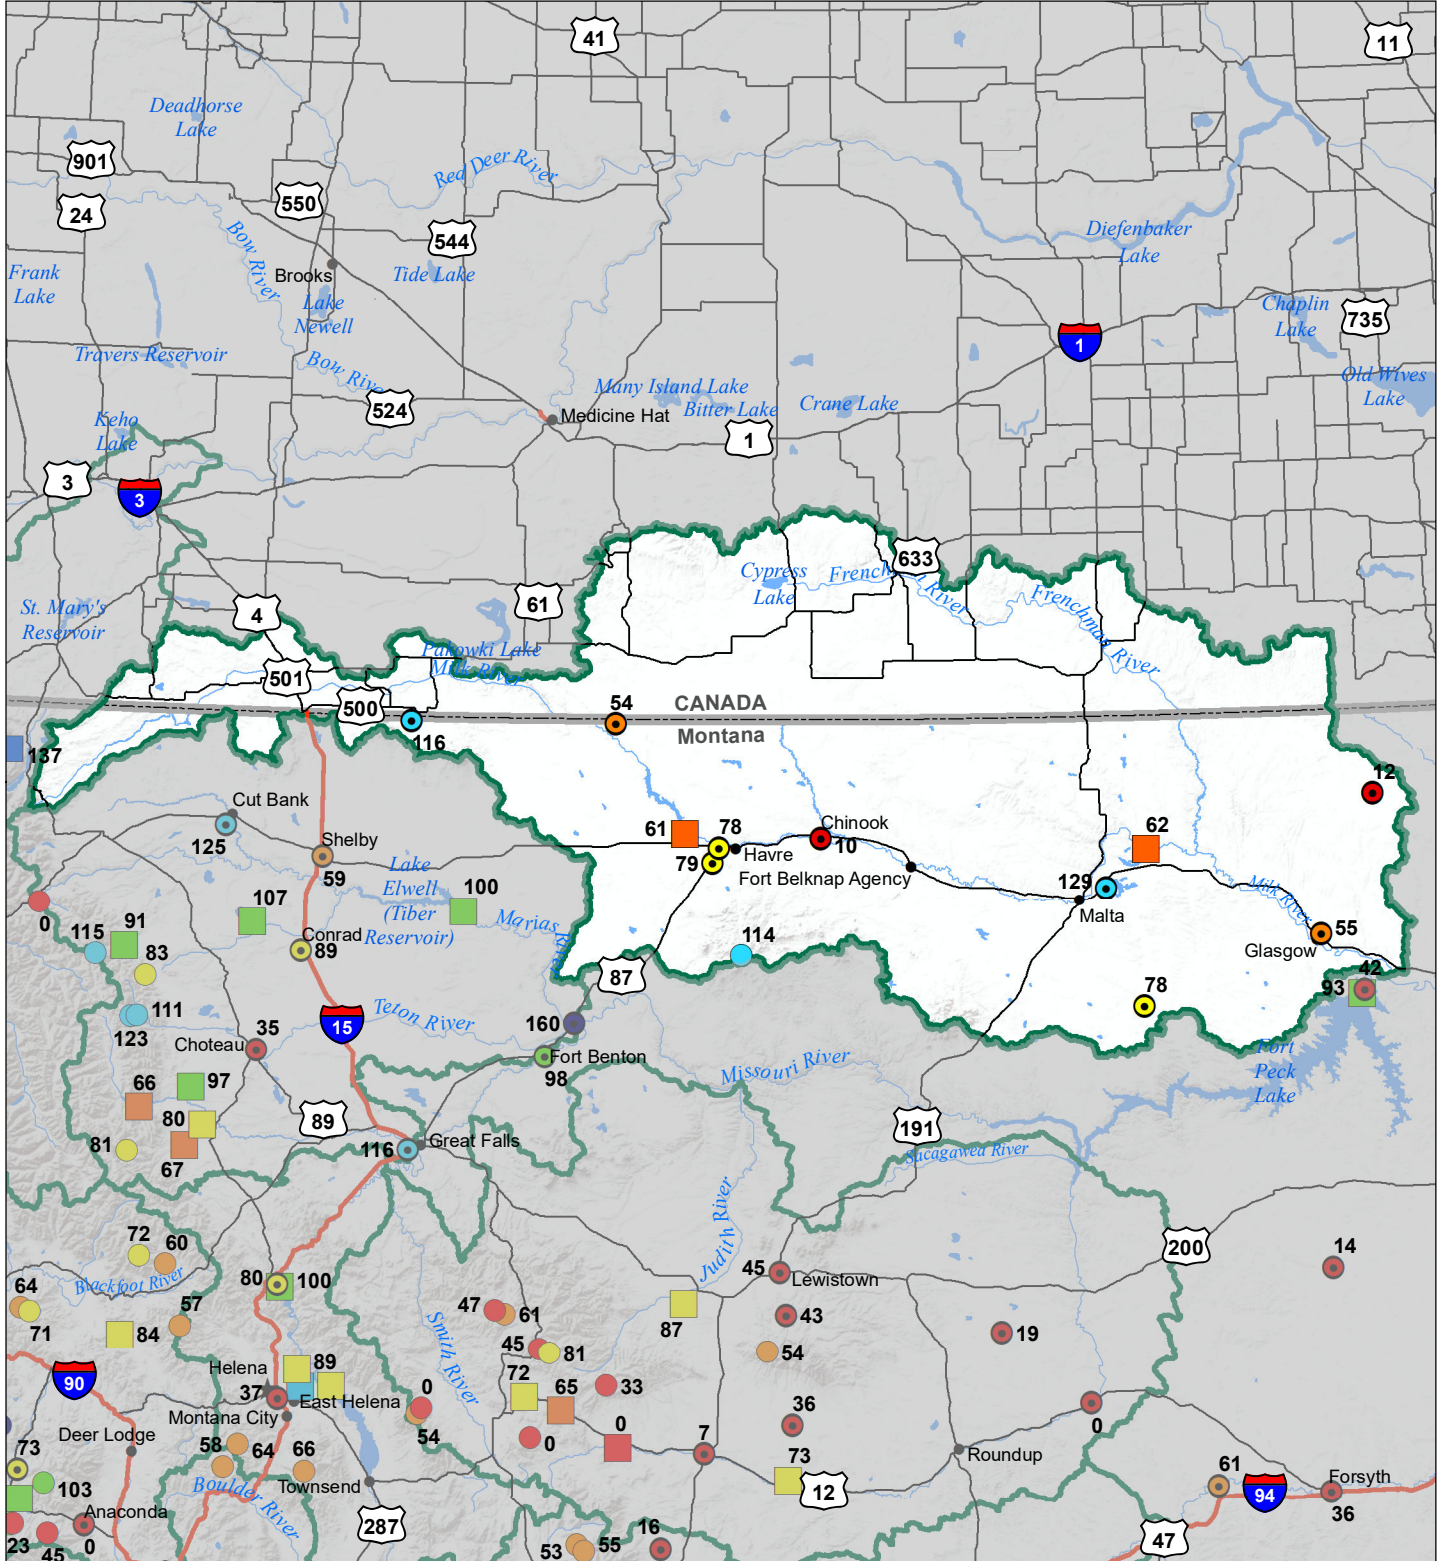 41
11
Deadhorse
Lake
901
Red Deer River
550
24
544
Bow River
Diefenbaker
Lake
Brooks
Tide Lake
Frank
Lake
Lake
Newell
Chaplin
Lake
735
1
Travers Reservoir
Bow River
Many Island Lake
Old Wives
Lake
524
Bitter Lake
Crane Lake
Medicine Hat
Keho
Lake
1
3
3
633
Cypress
Lake
Frenchman River
Frenchman River
61
St. Mary's
Reservoir
4
Pakowki Lake
Milk River
501
500
54
CANADA
Montana
116
137
12
Cut Bank
125
Shelby
59
61
78
Chinook
10
62
Havre
79
Fort Belknap Agency
Lake
Elwell
(Tiber
Reservoir)
100
129
Malta
Milk River
107
Marias River
0
115
91
83
Conrad
89
114
55
Glasgow
87
42
93
78
111
123
Teton River
15
160
35
Choteau
Fort Benton
98
Missouri River
Fort
Peck
Lake
66
97
80
89
191
81
67
116
Great Falls
Sacagawea River
Judith River
72
60
200
14
Blackfoot River
80
100
45
Lewistown
64
71
57
47
61
87
43
84
Smith River
19
45
81
54
Helena
89
90
72
65
33
37
East Helena
0
Montana City
54
36
0
0
Deer Lodge
58
64
66
0
7
Roundup
73
Townsend
73
12
61
94
Forsyth
36
103
Boulder River
Anaconda
287
47
23
45
0
53
55
16